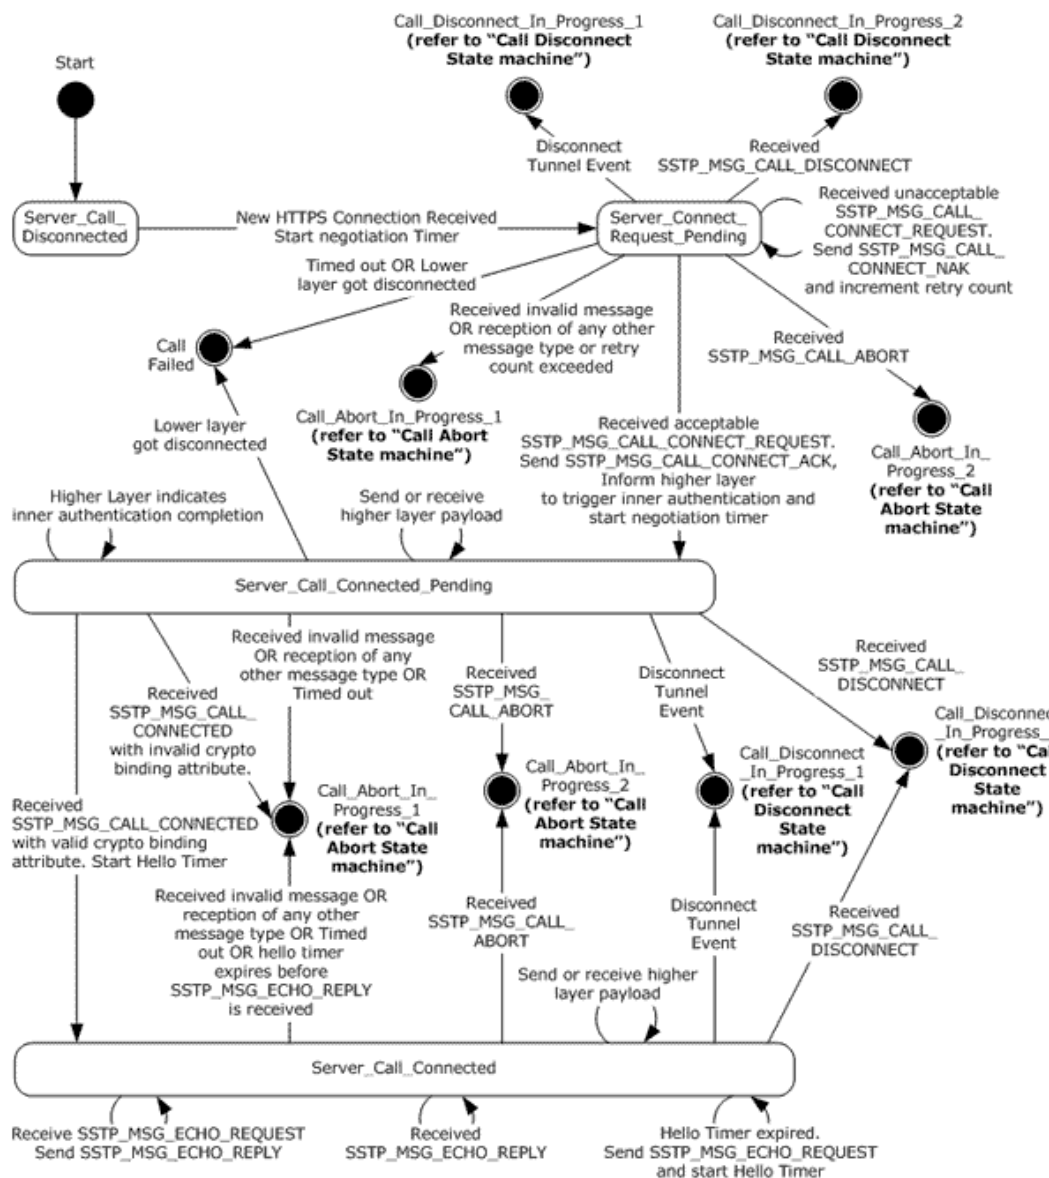 Call_Disconnect_In_Progress_1
(refer to “Call Disconnect
State machine”)
Call_Disconnect_In_Progress_2
(refer to “Call Disconnect
State machine”)
Start
Disconnect
Tunnel Event
Received
SSTP_MSG_CALL_DISCONNECT
Server_Call_
Disconnected
New HTTPS Connection Received
Start negotiation Timer
Server_Connect_
Request_Pending
Received unacceptable
SSTP_MSG_CALL_
CONNECT_REQUEST.
Send SSTP_MSG_CALL_
CONNECT_NAK
and increment retry count
Timed out OR Lower
layer got disconnected
Call
Failed
Received invalid message
OR reception of any other
message type or retry
count exceeded
Received
SSTP_MSG_CALL_ABORT
Call_Abort_In_Progress_1
(refer to “Call Abort
State machine”)
Lower layer
got disconnected
Received acceptable
SSTP_MSG_CALL_CONNECT_REQUEST.
Send SSTP_MSG_CALL_CONNECT_ACK,
Inform higher layer
to trigger inner authentication and
start negotiation timer
Call_Abort_In_
Progress_2
(refer to “Call
Abort State
machine”)
Higher Layer indicates
inner authentication completion
Send or receive
higher layer payload
Server_Call_Connected_Pending
Received invalid message
OR reception of any
other message type OR
Timed out
Received
SSTP_MSG_CALL_
CONNECTED
with invalid crypto
binding attribute.
Received
SSTP_MSG_
CALL_ABORT
Disconnect
Tunnel
Event
Received
SSTP_MSG_CALL_
DISCONNECT
Received
SSTP_MSG_CALL_CONNECTED
with valid crypto binding
attribute. Start Hello Timer
Call_Abort_In_
Progress_1
(refer to “Call
Abort State
machine”)
Call_Abort_In_
Progress_2
(refer to “Call
Abort State
machine”)
Call_Disconnect
_In_Progress_1
(refer to “Call
Disconnect
State
machine”)
Call_Disconnec
_In_Progress_
(refer to “Cal
Disconnect
State
machine”)
Received invalid message OR
reception of any other
message type OR Timed
out OR hello timer
expires before
SSTP_MSG_ECHO_REPLY
is received
Received
SSTP_MSG_CALL_
ABORT
Disconnect
Tunnel
Event
Received
SSTP_MSG_CALL_
DISCONNECT
Send or receive higher
layer payload
Server_Call_Connected
Receive SSTP_MSG_ECHO_REQUEST
Send SSTP_MSG_ECHO_REPLY
Received
SSTP_MSG_ECHO_REPLY
Hello Timer expired.
Send SSTP_MSG_ECHO_REQUEST
and start Hello Timer